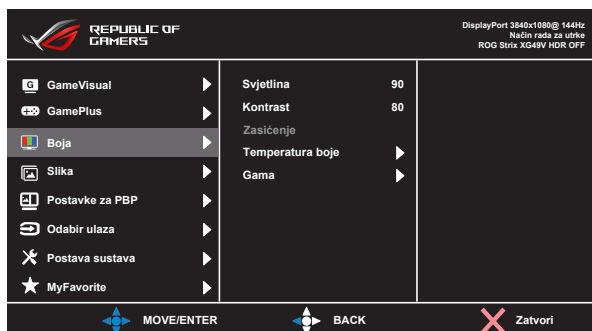 REPUBLIC OF
GAMERS
DisplayPort 3840x1080@ 144Hz
Način rada za utrke
ROG Strix XG49V HDR OFF
G GameVisual
GamePlus
Boja
Slika
Postavke za PBP
Odabir ulaza
Postava sustava
MyFavorite
Svjetlina 90
Kontrast 80
Zasićenje
Temperatura boje
Gama
MOVE/ENTER BACK Zatvori